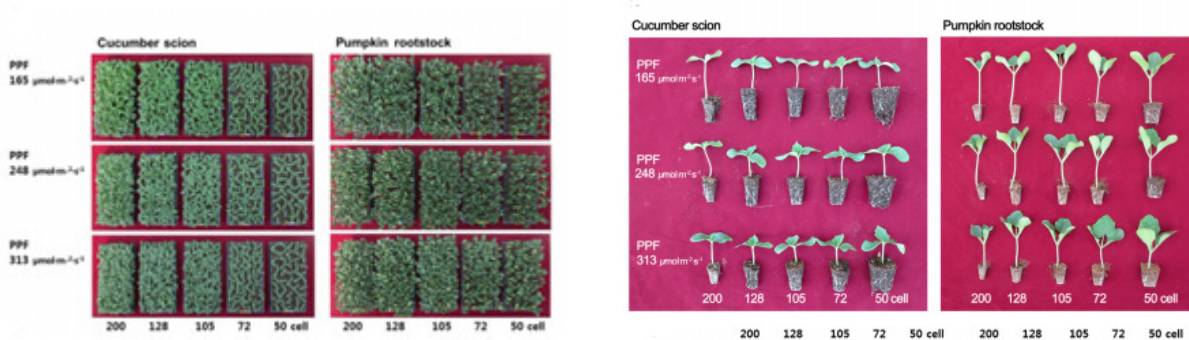 Cucumber scion Pumpkin rootstock
PPF
165 μmol·m⁻²·s⁻¹
PPF
248 μmol·m⁻²·s⁻¹
PPF
313 μmol·m⁻²·s⁻¹
200 128 105 72 50 cell 200 128 105 72 50 cell
Cucumber scion Pumpkin rootstock
PPF
165 μmol·m⁻²·s⁻¹
PPF
248 μmol·m⁻²·s⁻¹
PPF
313 μmol·m⁻²·s⁻¹
200 128 105 72 50 cell 200 128 105 72 50 cell
200 128 105 72 50 cell 200 128 105 72 50 cell